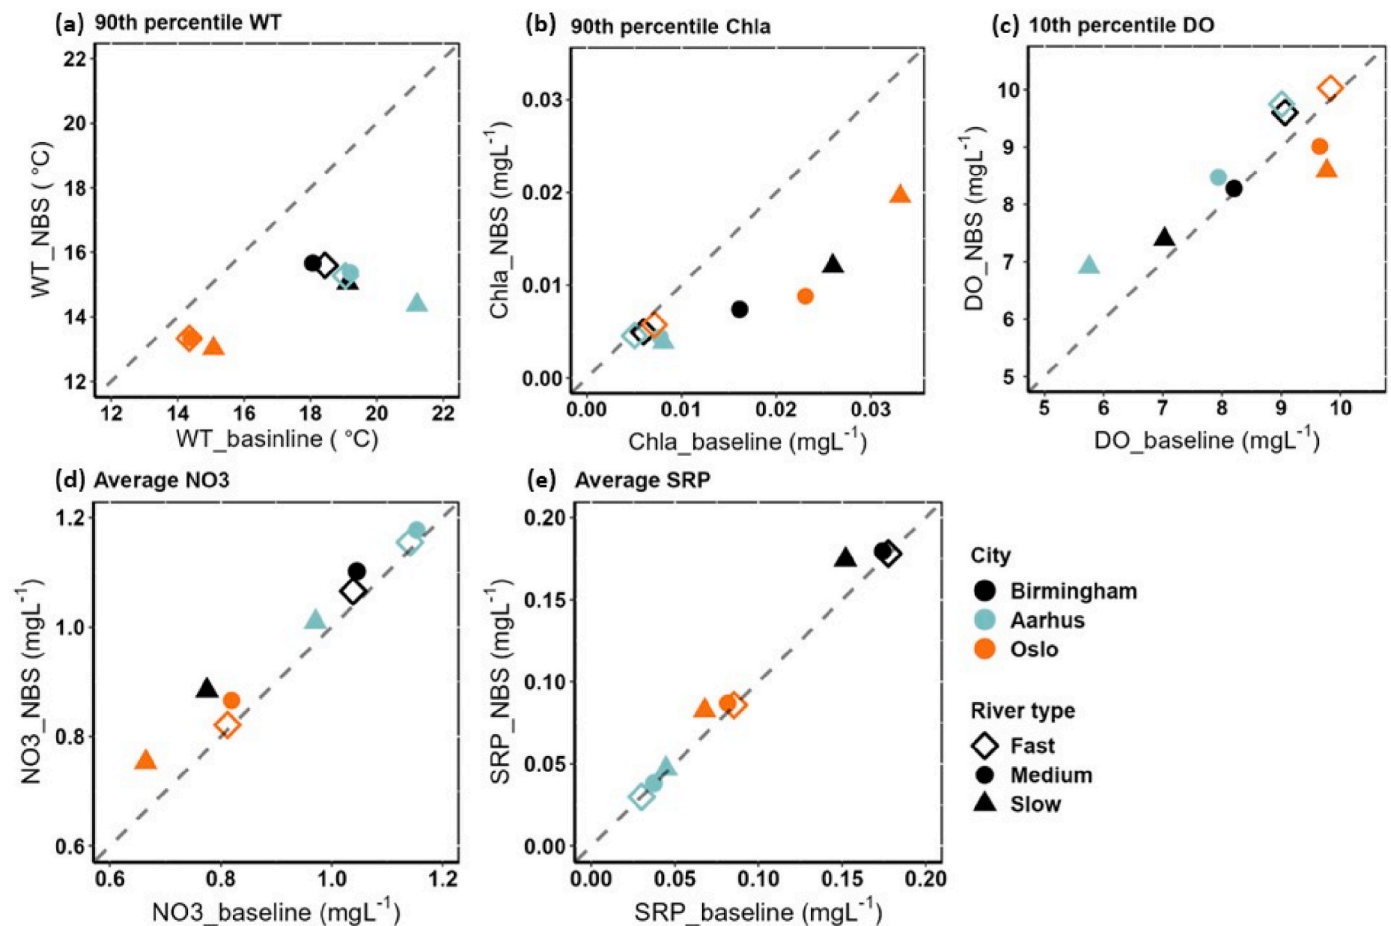 (a) 90th percentile WT
WT_NBS ( °C)
22
20
18
16
14
12
12 14 16 18 20 22
WT_basinline ( °C)
(b) 90th percentile Chla
Chla_NBS (mgL⁻¹)
0.03
0.02
0.01
0.00
0.00 0.01 0.02 0.03
Chla_baseline (mgL⁻¹)
(c) 10th percentile DO
DO_NBS (mgL⁻¹)
10
9
8
7
6
5
5 6 7 8 9 10
DO_baseline (mgL⁻¹)
(d) Average NO3
NO3_NBS (mgL⁻¹)
1.2
1.0
0.8
0.6
0.6 0.8 1.0 1.2
NO3_baseline (mgL⁻¹)
(e) Average SRP
SRP_NBS (mgL⁻¹)
0.20
0.15
0.10
0.05
0.00
0.00 0.05 0.10 0.15 0.20
SRP_baseline (mgL⁻¹)
City
Birmingham
Aarhus
Oslo
River type
Fast
Medium
Slow